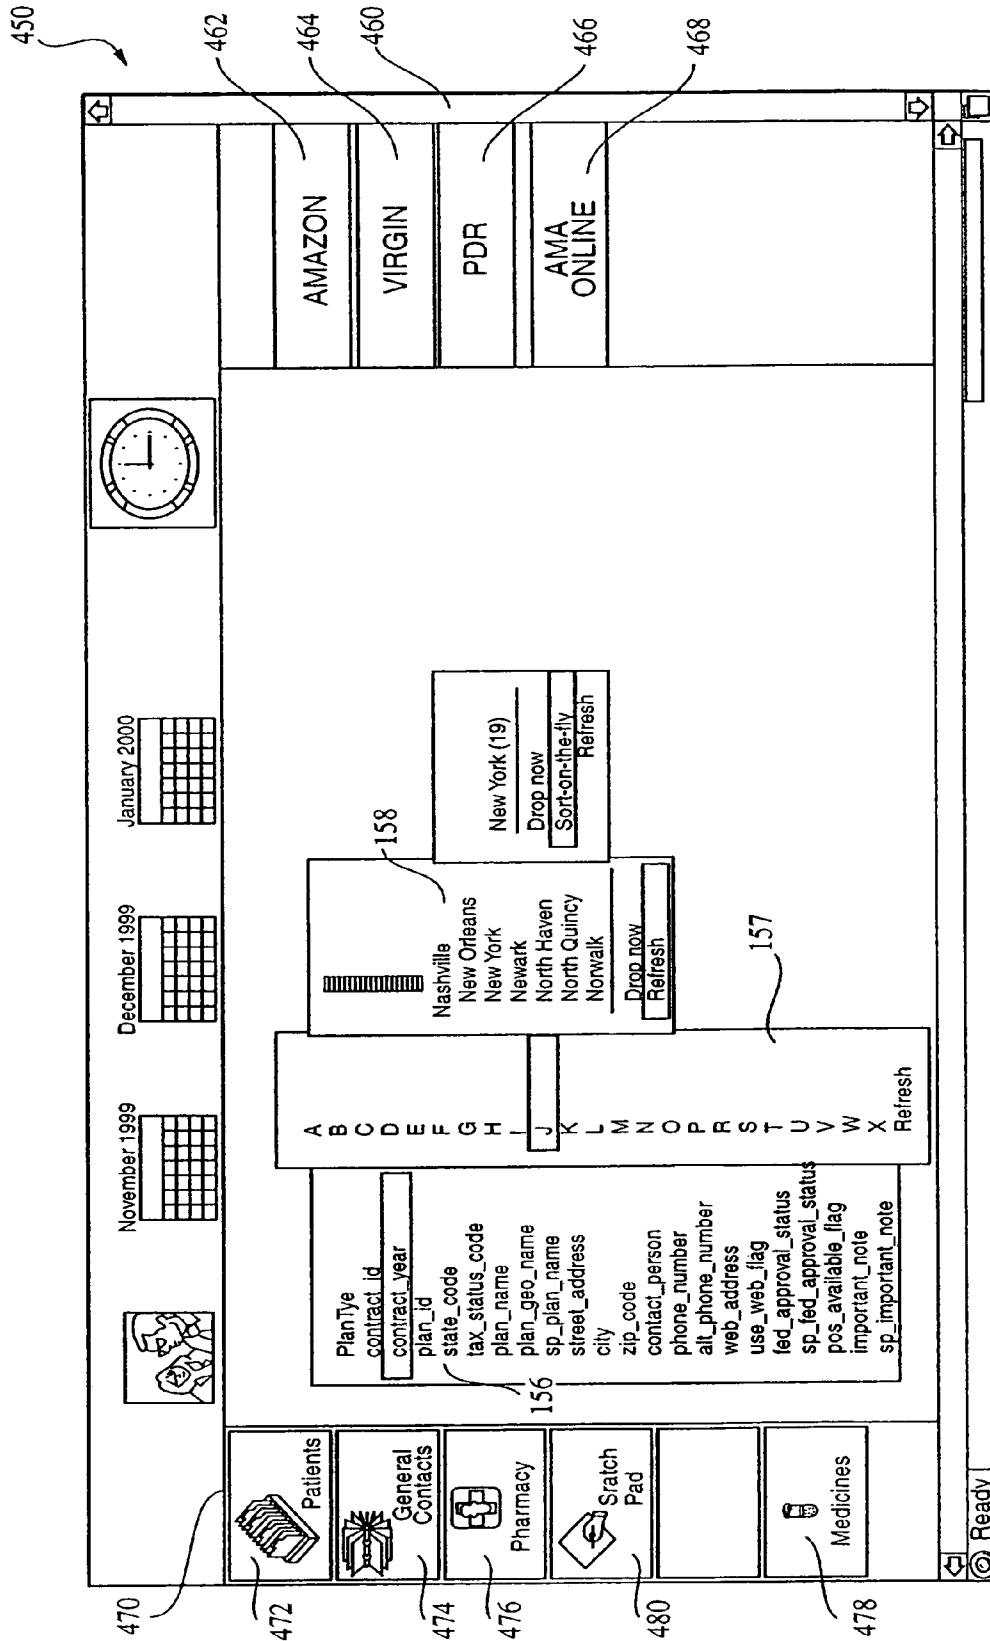 450
November 1999
December 1999
January 2000
470
472
Patients
474
General
Contacts
476
Pharmacy
480
Sratch
Pad
478
Medicines
PlanTye
contract_id
contract_year
plan_id
state_code
tax_status_code
plan_name
plan_geo_name
sp_plan_name
street_address
city
zip_code
contact_person
phone_number
alt_phone_number
web_address
use_web_flag
fed_approval_status
sp_fed_approval_status
pos_available_flag
important_note
sp_important_note
156
A
B
C
D
E
F
G
H
I
J
K
L
M
N
O
P
R
S
T
U
V
W
X
Refresh
157
Nashville
New Orleans
New York
Newark
North Haven
North Quincy
Norwalk
Drop now
Refresh
158
New York (19)
Drop now
Sort-on-the-fly
Refresh
AMAZON
462
VIRGIN
464
460
PDR
466
AMA
ONLINE
468
Ready